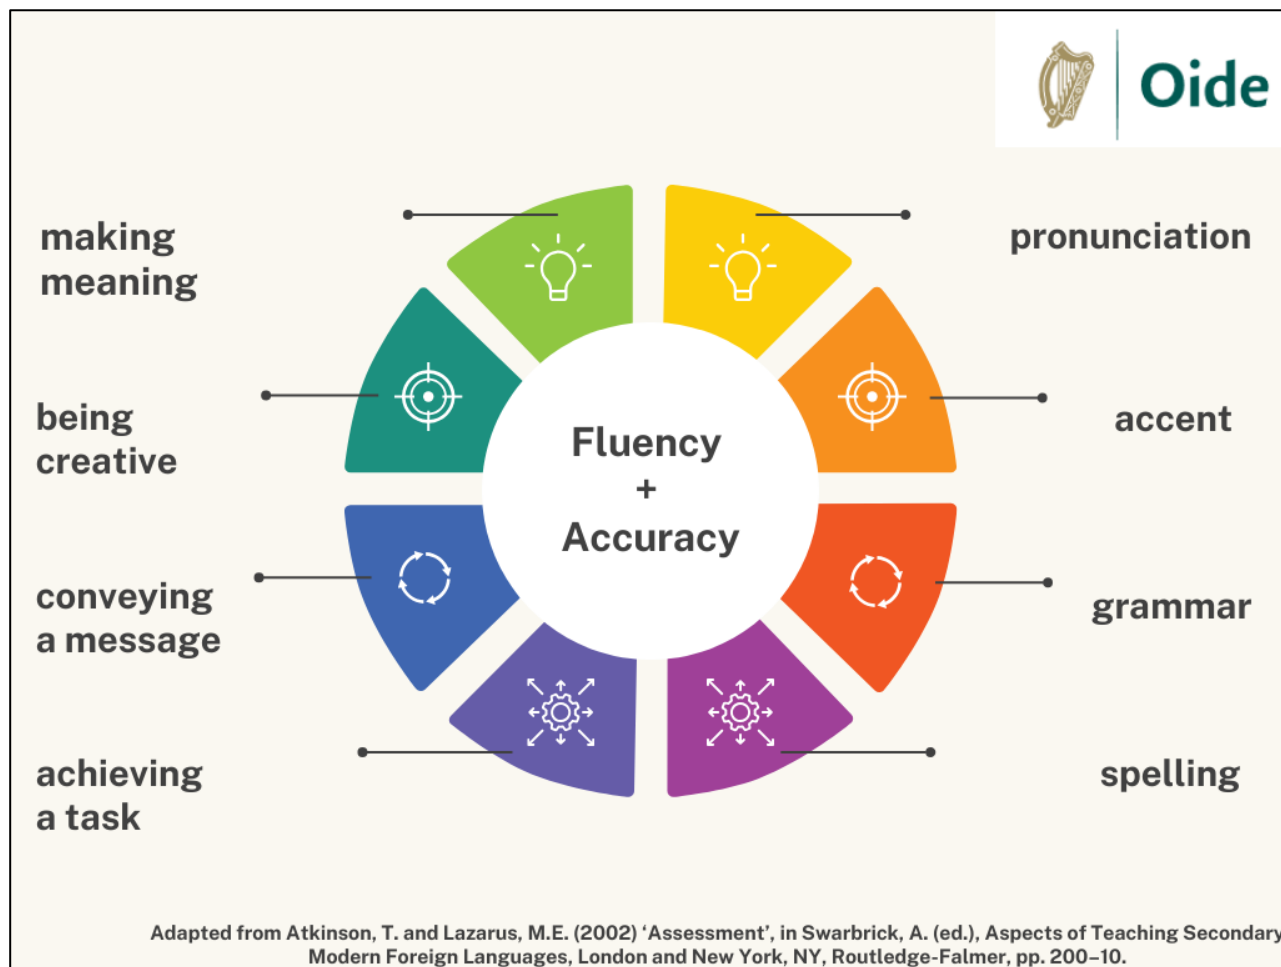 Oide
making
meaning
being
creative
conveying
a message
achieving
a task
Fluency
+
Accuracy
pronunciation
accent
grammar
spelling
Adapted from Atkinson, T. and Lazarus, M.E. (2002) ‘Assessment’, in Swarbrick, A. (ed.), Aspects of Teaching Secondary
Modern Foreign Languages, London and New York, NY, Routledge-Falmer, pp. 200–10.